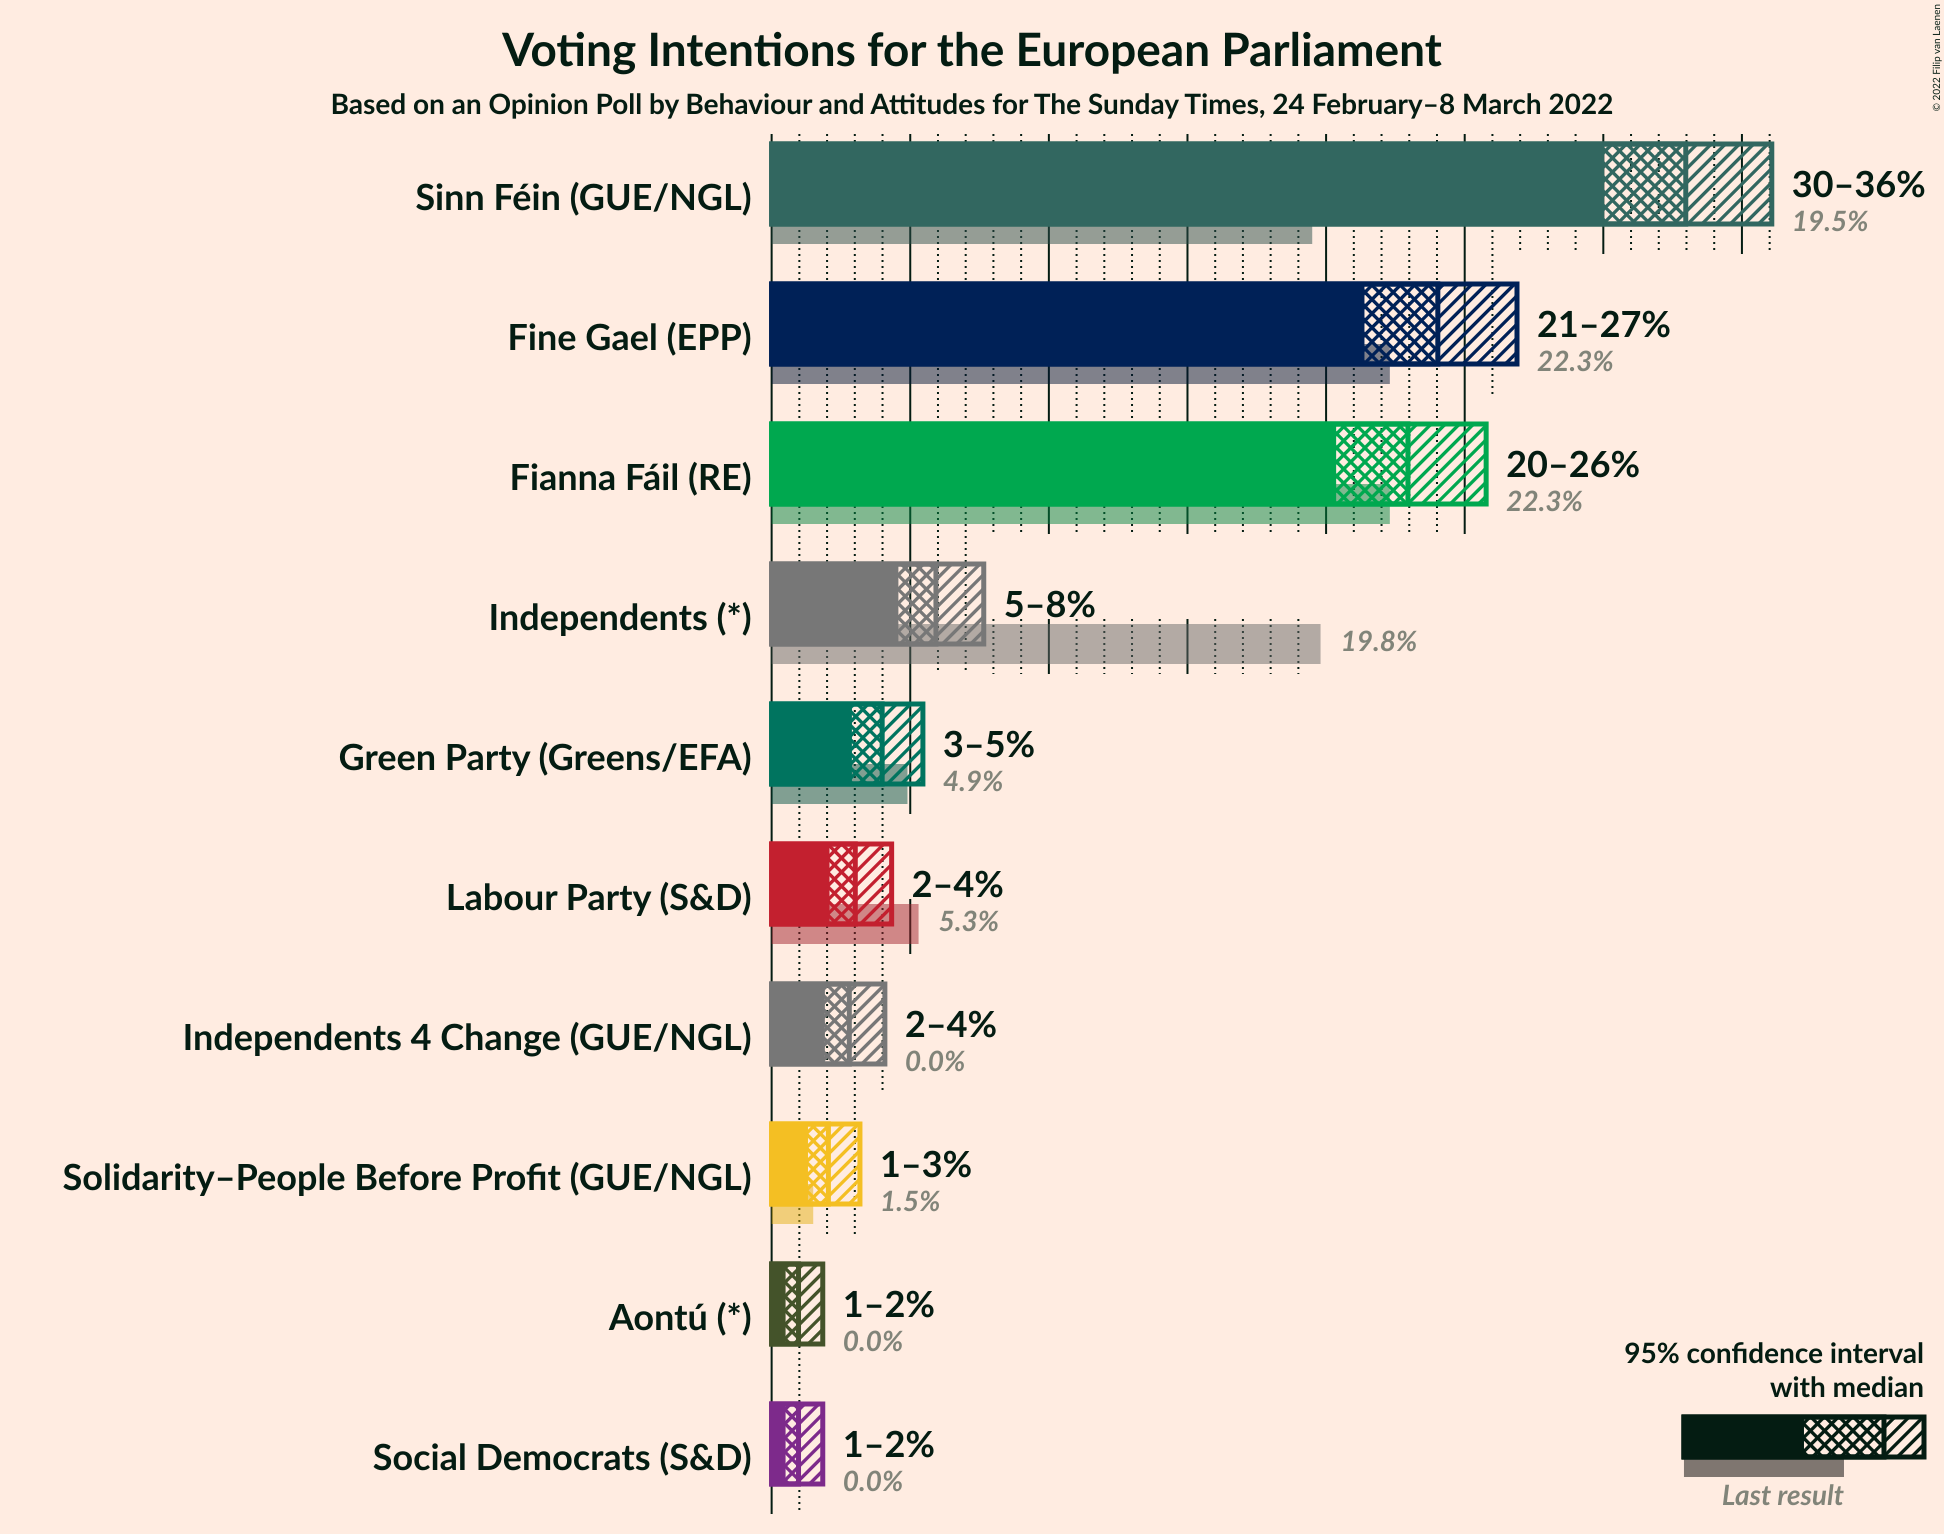 Voting Intentions for the European Parliament
Based on an Opinion Poll by Behaviour and Attitudes for The Sunday Times, 24 February–8 March 2022
© 2022 Filip van Laenen
Sinn Féin (GUE/NGL)
30–36%
19.5%
Fine Gael (EPP)
21–27%
22.3%
Fianna Fáil (RE)
20–26%
22.3%
Independents (*)
5–8%
19.8%
Green Party (Greens/EFA)
3–5%
4.9%
Labour Party (S&D)
2–4%
5.3%
Independents 4 Change (GUE/NGL)
2–4%
0.0%
Solidarity–People Before Profit (GUE/NGL)
1–3%
1.5%
Aontú (*)
1–2%
0.0%
Social Democrats (S&D)
1–2%
0.0%
95% confidence interval
with median
Last result